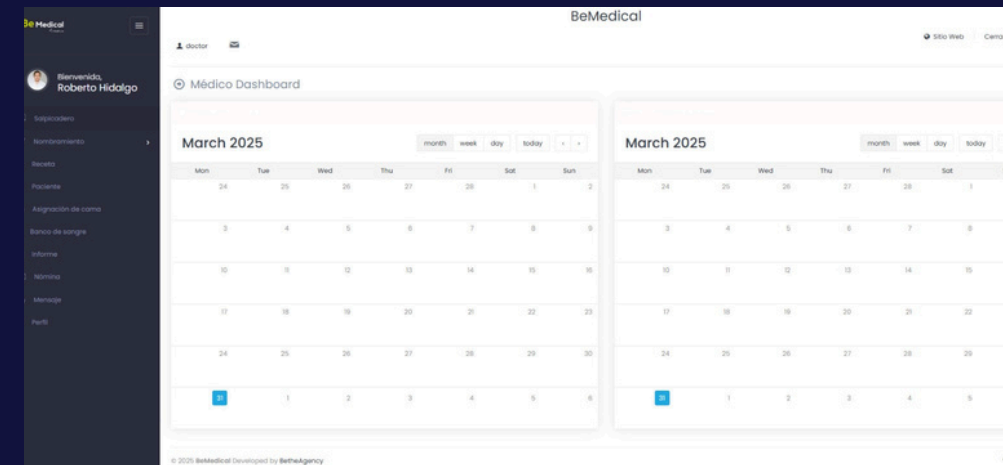 Be Medical
BeMedical
doctor
Sitio Web
Bienvenido,
Roberto Hidalgo
Médico Dashboard
Salpicadero
Nombramiento
Receta
Paciente
Asignación de cama
Banco de sangre
Informe
Nómina
Mensaje
Perfil
March 2025
month week day today
Mon Tue Wed Thu Fri Sat Sun
24 25 26 27 28 1 2
3 4 5 6 7 8 9
10 11 12 13 14 15 16
17 18 19 20 21 22 23
24 25 26 27 28 29 30
31 1 2 3 4 5 6
March 2025
month week day today
Mon Tue Wed Thu Fri Sat
24 25 26 27 28 1
3 4 5 6 7 8
10 11 12 13 14 15
17 18 19 20 21 22
24 25 26 27 28 29
31 1 2 3 4 5
© 2025 BeMedical Developed by BetheAgency